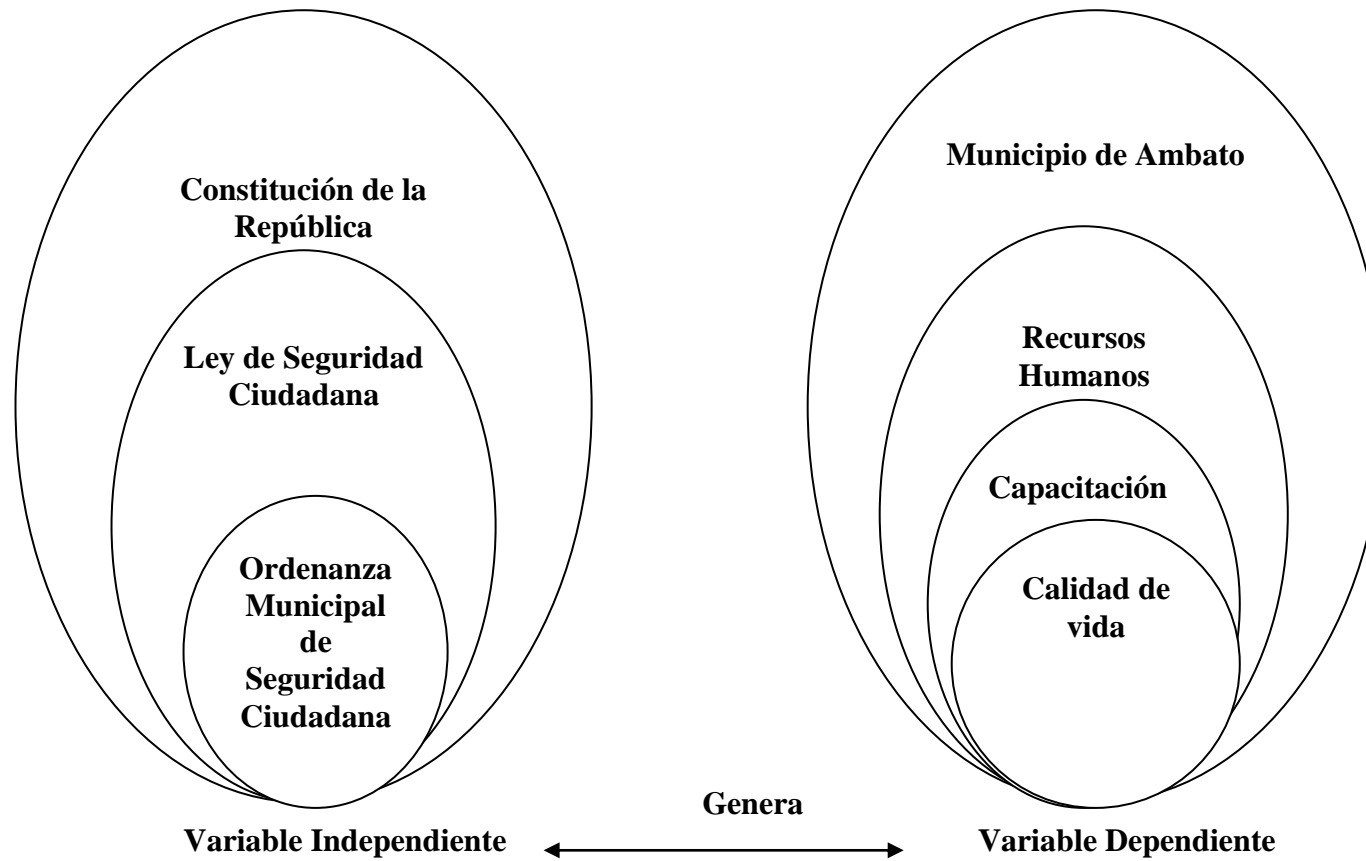 Constitución de la
República
Ley de Seguridad
Ciudadana
Ordenanza
Municipal
de
Seguridad
Ciudadana
Variable Independiente
Genera
Municipio de Ambato
Recursos
Humanos
Capacitación
Calidad de
vida
Variable Dependiente